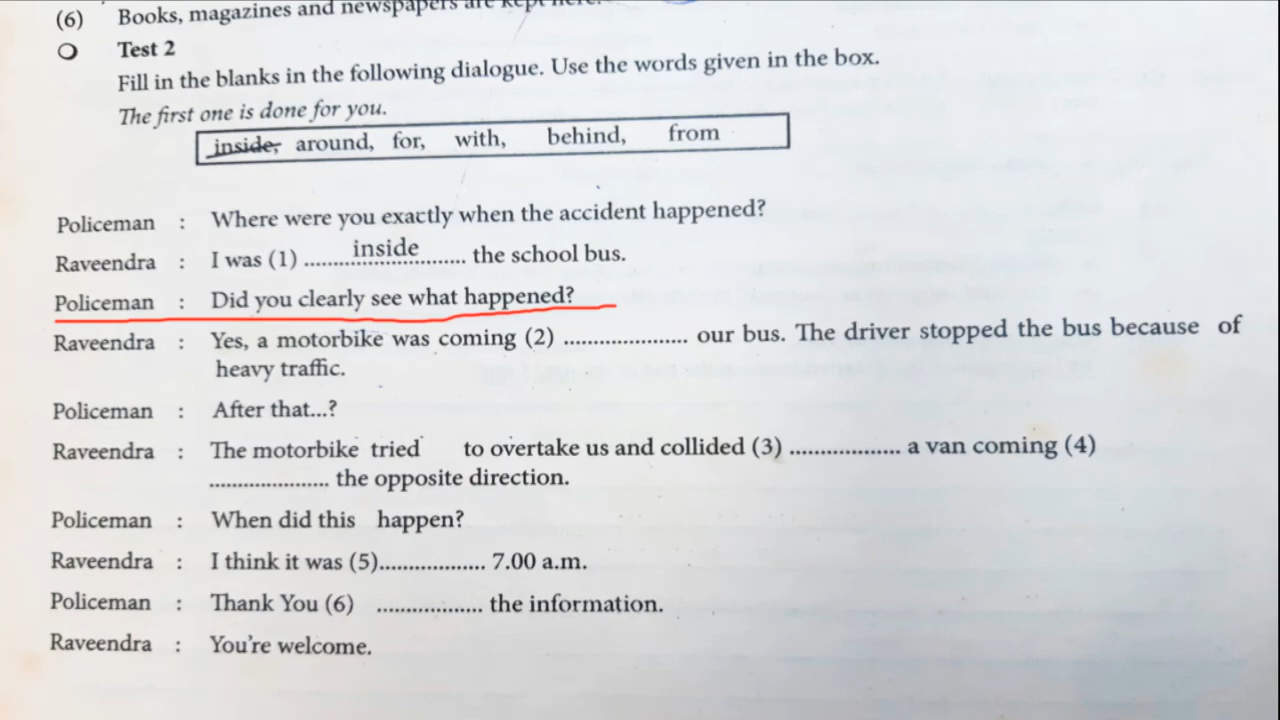 (6) Books, magazines and newspapers are kept here.
Test 2
Fill in the blanks in the following dialogue. Use the words given in the box.
The first one is done for you.
inside, around, for, with, behind, from
Policeman : Where were you exactly when the accident happened?
Raveendra : I was (1) .......... inside .......... the school bus.
Policeman : Did you clearly see what happened?
Raveendra : Yes, a motorbike was coming (2) ...................... our bus. The driver stopped the bus because of
heavy traffic.
Policeman : After that...?
Raveendra : The motorbike tried to overtake us and collided (3) ................... a van coming (4)
..................... the opposite direction.
Policeman : When did this happen?
Raveendra : I think it was (5)................... 7.00 a.m.
Policeman : Thank You (6) ................... the information.
Raveendra : You're welcome.